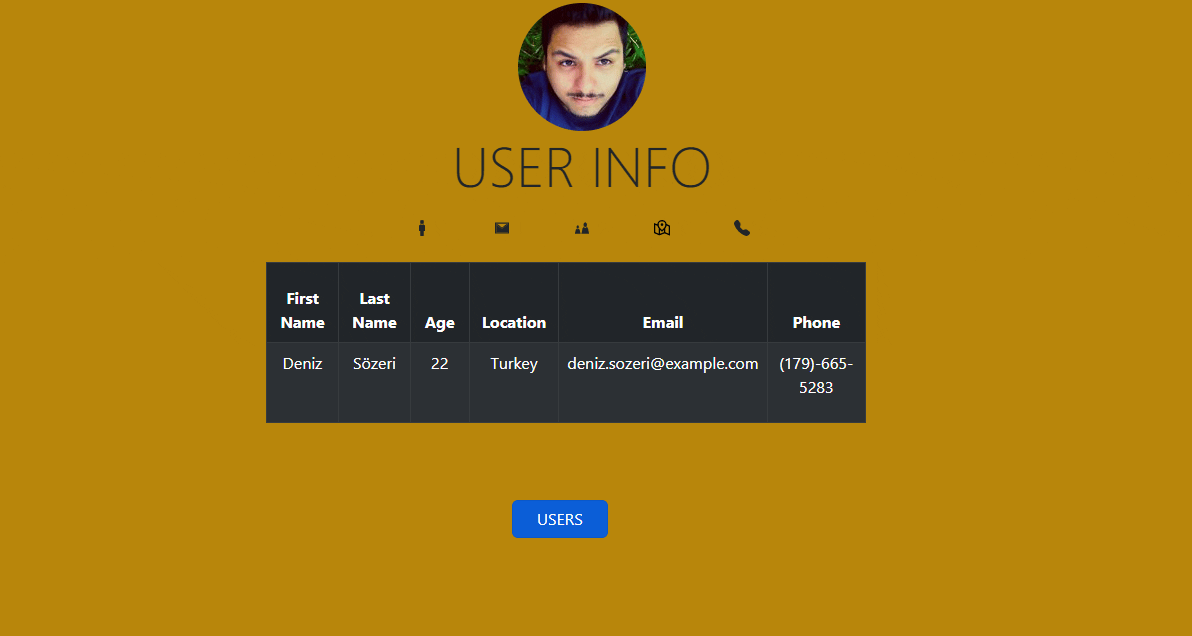 USER INFO
First Name
Last Name
Age
Location
Email
Phone
Deniz
Sözeri
22
Turkey
deniz.sozeri@example.com
(179)-665-
5283
USERS